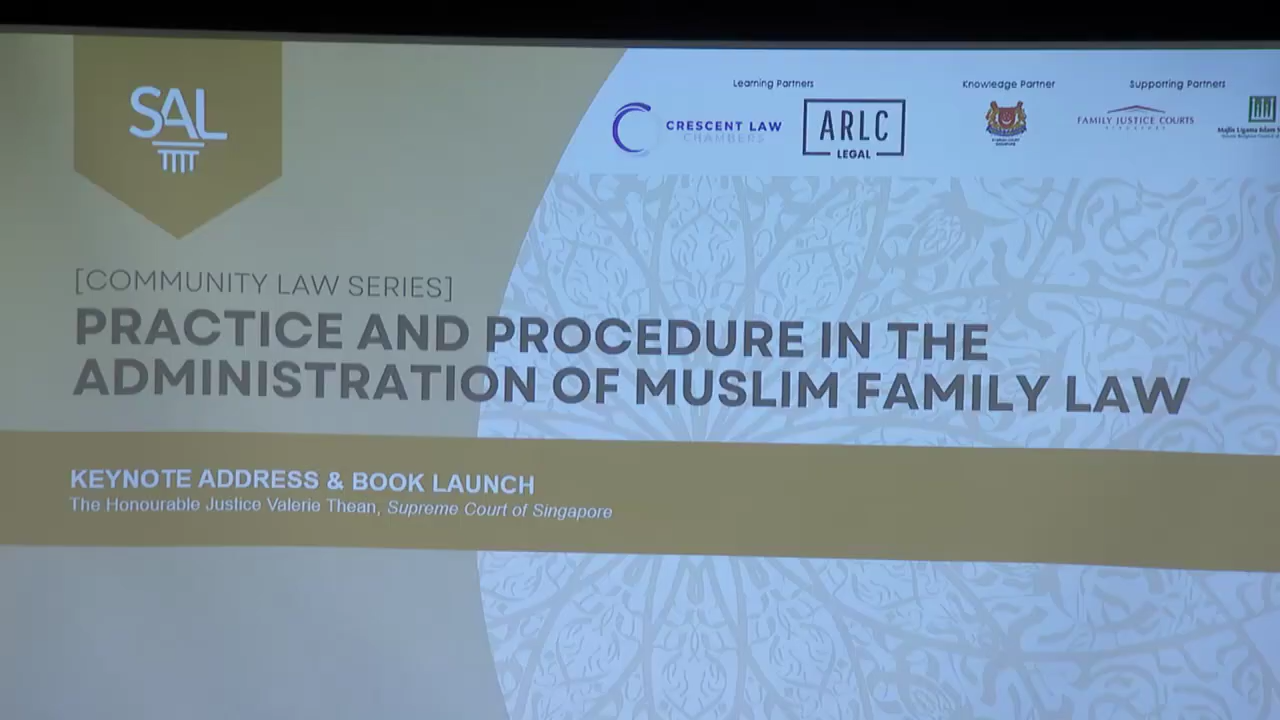 SAL
Learning Partners
Knowledge Partner
Supporting Partners
CRESCENT LAW
CHAMBERS
ARLC
LEGAL
FAMILY JUSTICE COURTS
[COMMUNITY LAW SERIES]
PRACTICE AND PROCEDURE IN THE
ADMINISTRATION OF MUSLIM FAMILY LAW
KEYNOTE ADDRESS & BOOK LAUNCH
The Honourable Justice Valerie Thean, Supreme Court of Singapore